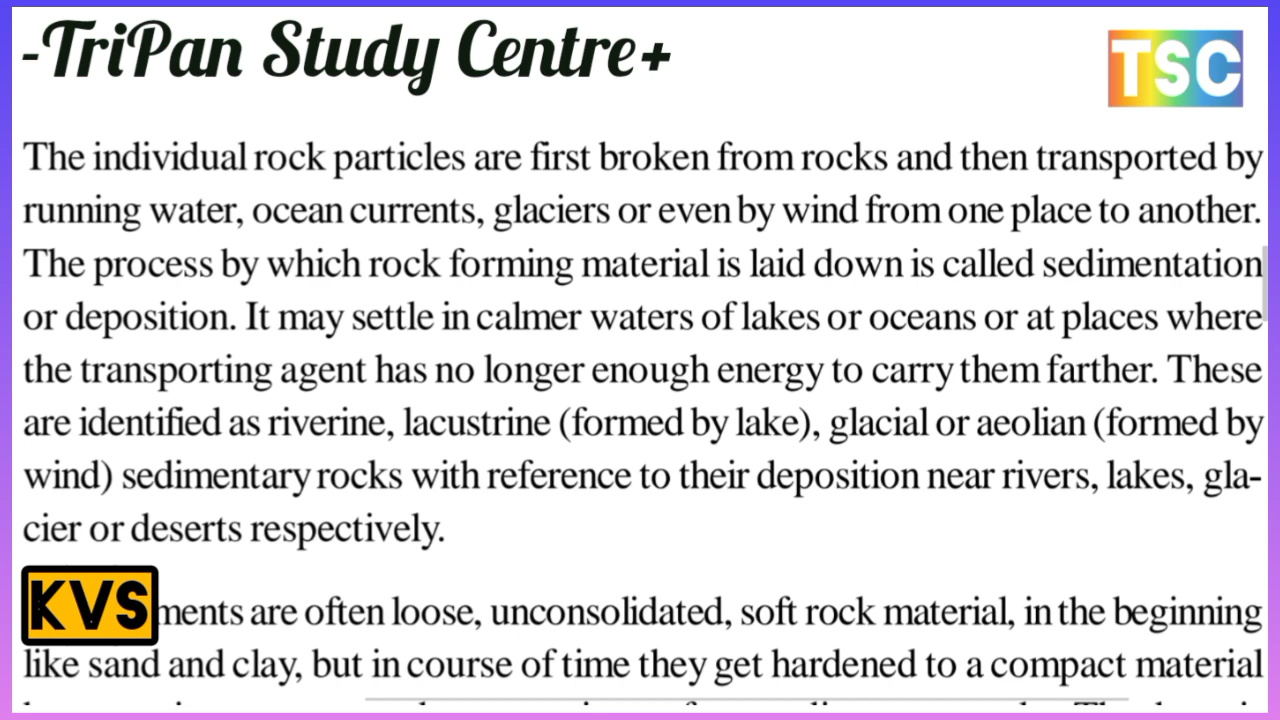 -TriPan Study Centre+
TSC
The individual rock particles are first broken from rocks and then transported by
running water, ocean currents, glaciers or even by wind from one place to another.
The process by which rock forming material is laid down is called sedimentation
or deposition. It may settle in calmer waters of lakes or oceans or at places where
the transporting agent has no longer enough energy to carry them farther. These
are identified as riverine, lacustrine (formed by lake), glacial or aeolian (formed by
wind) sedimentary rocks with reference to their deposition near rivers, lakes, gla-
cier or deserts respectively.
KVS ments are often loose, unconsolidated, soft rock material, in the beginning
like sand and clay, but in course of time they get hardened to a compact material